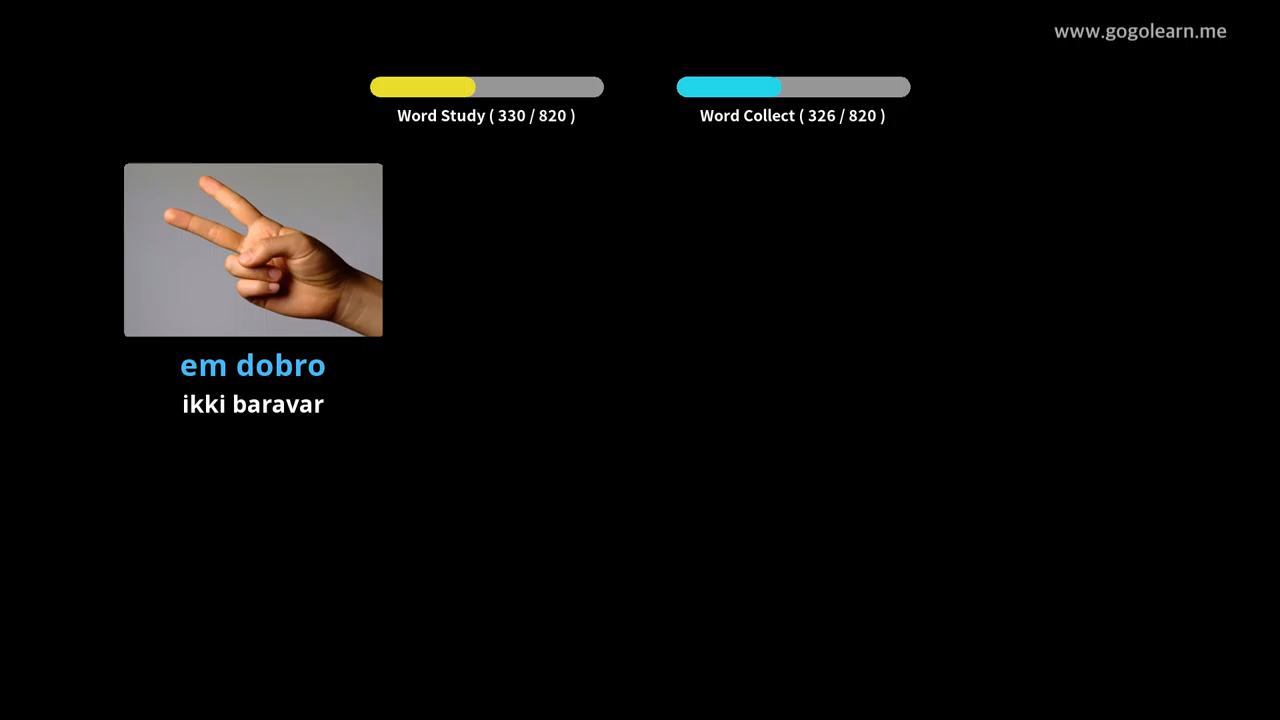 www.gogolearn.me
Word Study ( 330 / 820 )
Word Collect ( 326 / 820 )
em dobro
ikki baravar